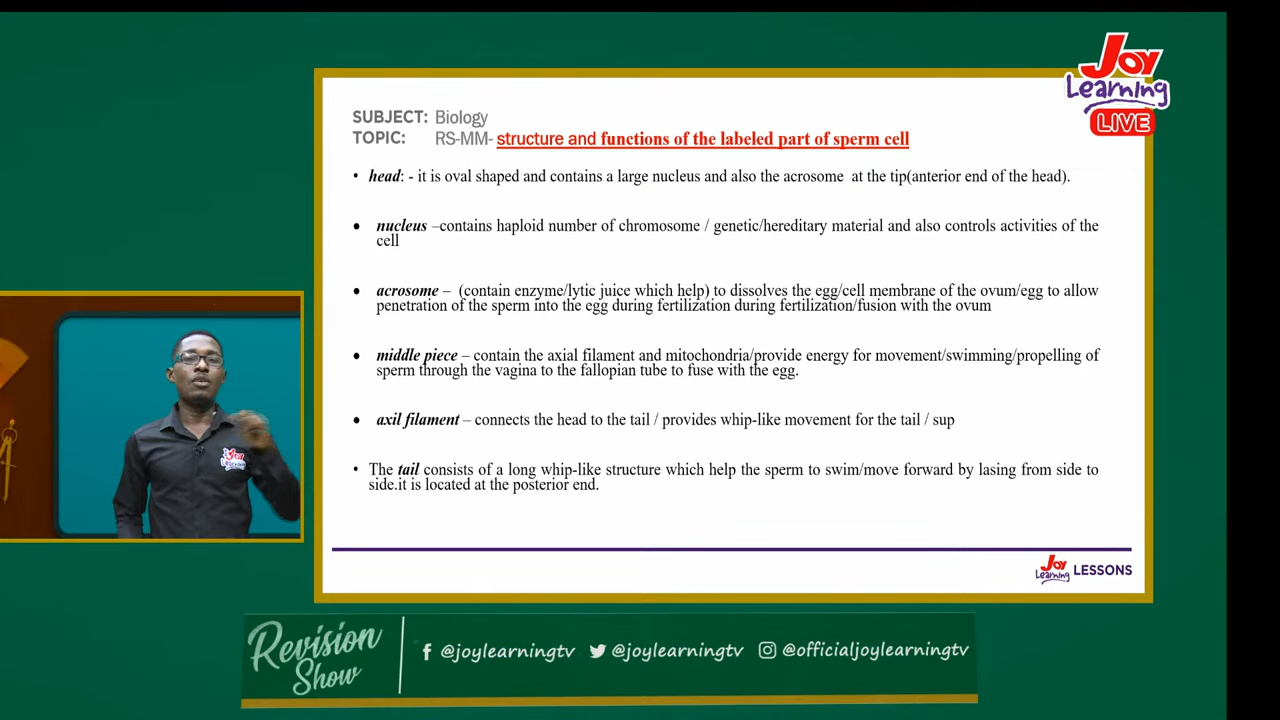 Joy
Learning
LIVE
SUBJECT: Biology
TOPIC: RS-MM- structure and functions of the labeled part of sperm cell
• head: - it is oval shaped and contains a large nucleus and also the acrosome at the tip(anterior end of the head).
• nucleus –contains haploid number of chromosome / genetic/hereditary material and also controls activities of the
cell
• acrosome – (contain enzyme/lytic juice which help) to dissolves the egg/cell membrane of the ovum/egg to allow
penetration of the sperm into the egg during fertilization during fertilization/fusion with the ovum
• middle piece – contain the axial filament and mitochondria/provide energy for movement/swimming/propelling of
sperm through the vagina to the fallopian tube to fuse with the egg.
• axil filament – connects the head to the tail / provides whip-like movement for the tail / sup
• The tail consists of a long whip-like structure which help the sperm to swim/move forward by lasing from side to
side.it is located at the posterior end.
Joy
Learning LESSONS
Joy
Learning
Revision
Show
@joylearningtv @joylearningtv @officialjoylearningtv